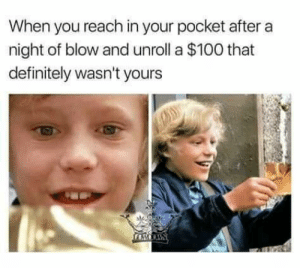 When you reach in your pocket after a
night of blow and unroll a $100 that
definitely wasn't yours